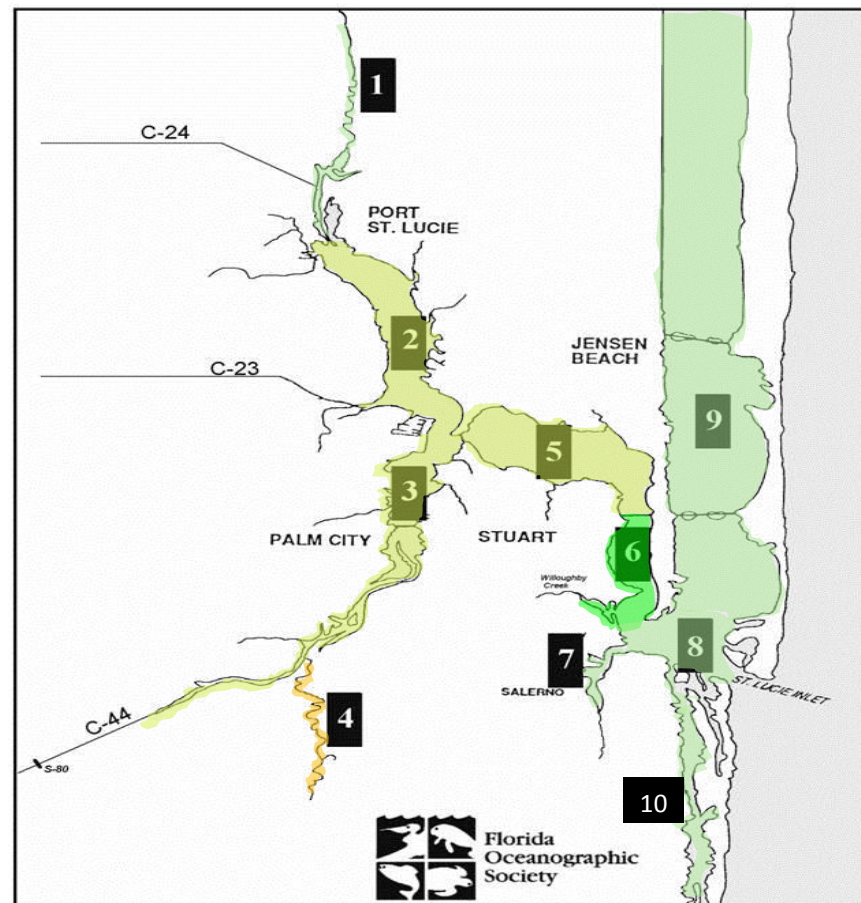 1
C-24
PORT
ST. LUCIE
2
JENSEN
BEACH
C-23
9
5
3
PALM CITY
STUART
6
Willoughby
Creek
7
8
ST. LUCIE INLET
SALERNO
4
C-44
S-80
10
Florida
Oceanographic
Society